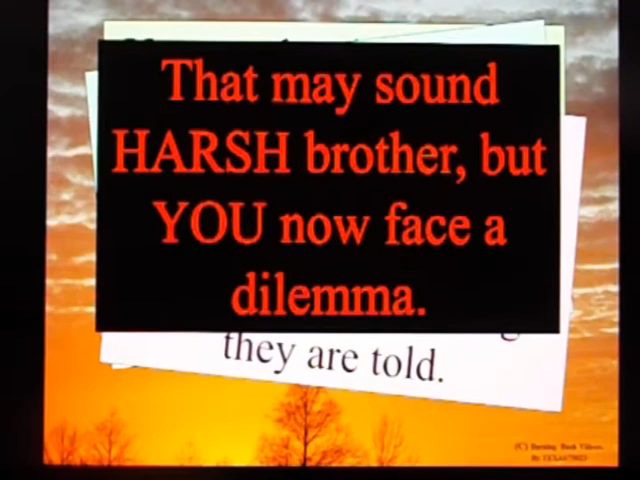 That may sound
HARSH brother, but
YOU now face a
dilemma.
they are told.